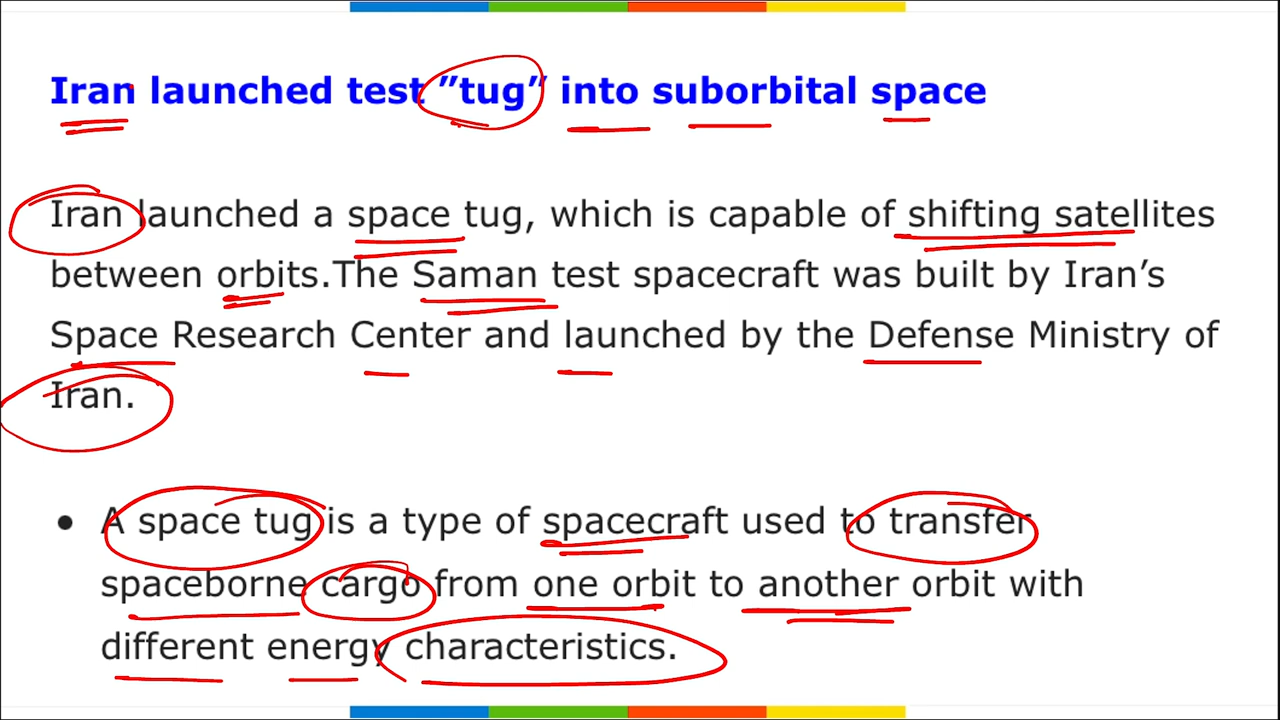 Iran launched test ”tug” into suborbital space
Iran launched a space tug, which is capable of shifting satellites
between orbits.The Saman test spacecraft was built by Iran’s
Space Research Center and launched by the Defense Ministry of
Iran.
• A space tug is a type of spacecraft used to transfer
spaceborne cargo from one orbit to another orbit with
different energy characteristics.